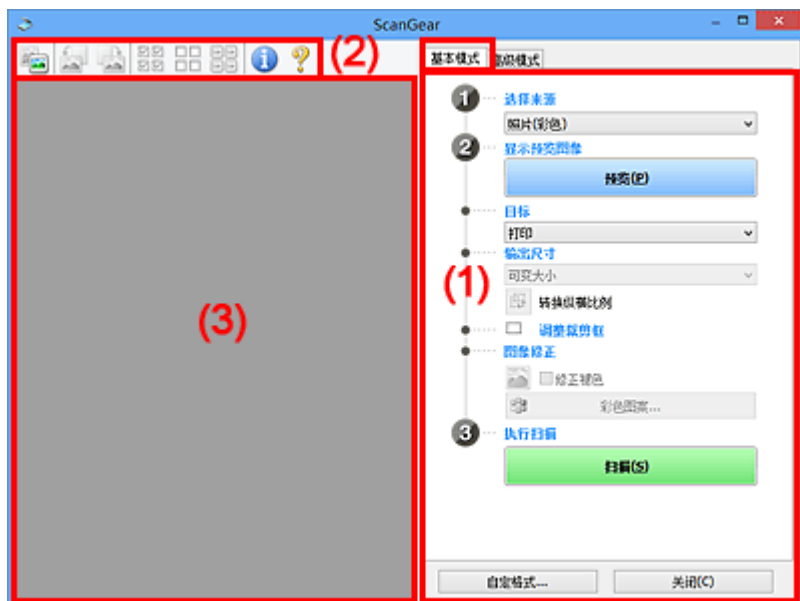 ScanGear
(2)
基本模式 高级模式
1 选择来源
照片(彩色)
2 显示预览图像
预览(P)
目标
打印
输出尺寸
可变大小
(1)
转换纵横比例
(3)
调整裁剪框
图像修正
修正褪色
彩色图案...
3 执行扫描
扫描(S)
自定格式...
关闭(C)